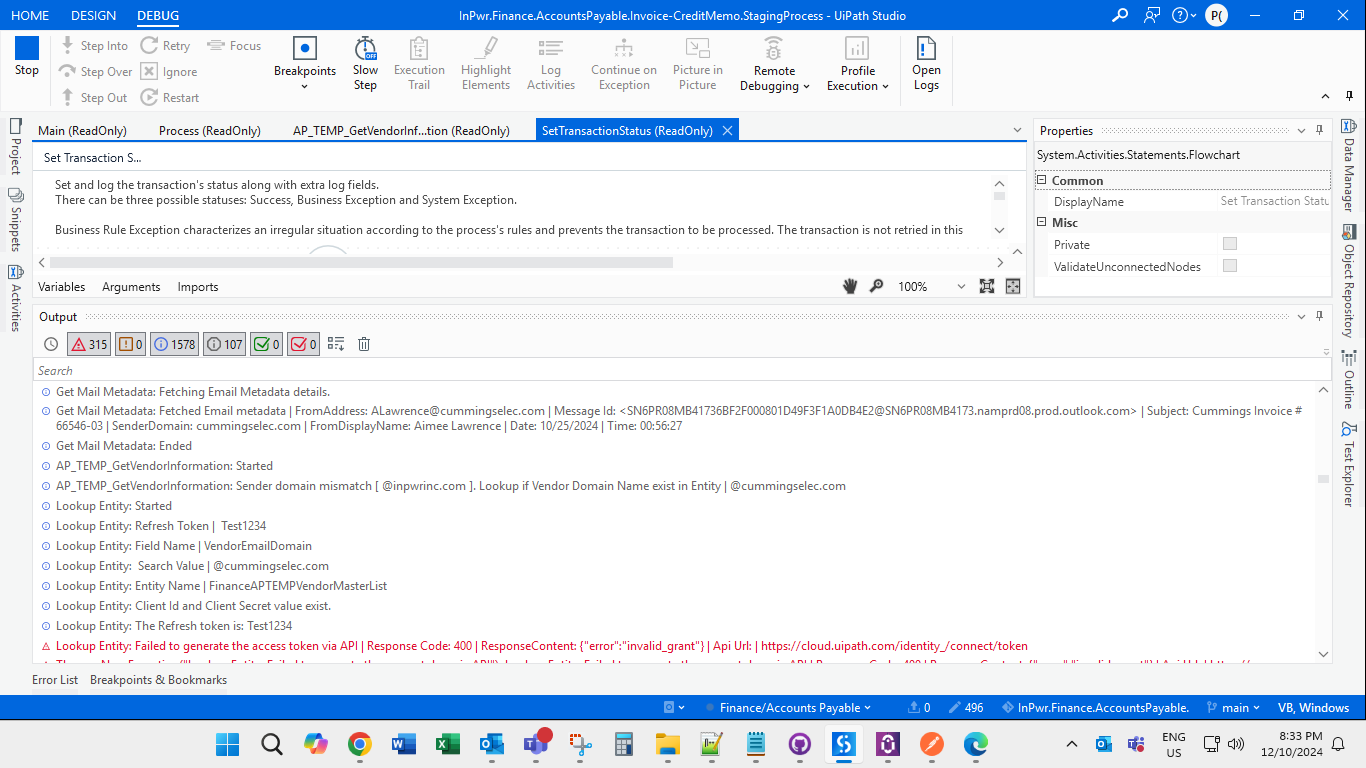 HOME DESIGN DEBUG InPwr.Finance.AccountsPayable.Invoice-CreditMemo.StagingProcess - UiPath Studio P(
Stop
Step Into Retry Focus
Step Over Ignore
Step Out Restart
Breakpoints
Slow Step
OFF
Execution Trail
Highlight Elements
Log Activities
Continue on Exception
Picture in Picture
Remote Debugging
Profile Execution
Open Logs
Project
Snippets
Activities
Main (ReadOnly) Process (ReadOnly) AP_TEMP_GetVendorInf...tion (ReadOnly) SetTransactionStatus (ReadOnly)
Set Transaction S...
Set and log the transaction's status along with extra log fields.
There can be three possible statuses: Success, Business Exception and System Exception.
Business Rule Exception characterizes an irregular situation according to the process's rules and prevents the transaction to be processed. The transaction is not retried in this
Variables Arguments Imports 100%
Properties
System.Activities.Statements.Flowchart
Common
DisplayName Set Transaction Statu
Misc
Private
ValidateUnconnectedNodes
Data Manager
Object Repository
Outline
Test Explorer
Output
315 0 1578 107 0 0
Search
Get Mail Metadata: Fetching Email Metadata details.
Get Mail Metadata: Fetched Email metadata | FromAddress: ALawrence@cummingselec.com | Message Id: <SN6PR08MB41736BF2F000801D49F3F1A0DB4E2@SN6PR08MB4173.namprd08.prod.outlook.com> | Subject: Cummings Invoice #
66546-03 | SenderDomain: cummingselec.com | FromDisplayName: Aimee Lawrence | Date: 10/25/2024 | Time: 00:56:27
Get Mail Metadata: Ended
AP_TEMP_GetVendorInformation: Started
AP_TEMP_GetVendorInformation: Sender domain mismatch [ @inpwrinc.com ]. Lookup if Vendor Domain Name exist in Entity | @cummingselec.com
Lookup Entity: Started
Lookup Entity: Refresh Token | Test1234
Lookup Entity: Field Name | VendorEmailDomain
Lookup Entity: Search Value | @cummingselec.com
Lookup Entity: Entity Name | FinanceAPTEMPVendorMasterList
Lookup Entity: Client Id and Client Secret value exist.
Lookup Entity: The Refresh token is: Test1234
Lookup Entity: Failed to generate the access token via API | Response Code: 400 | ResponseContent: {"error":"invalid_grant"} | Api Url: | https://cloud.uipath.com/identity_/connect/token
Error List Breakpoints & Bookmarks
Finance/Accounts Payable 0 496 InPwr.Finance.AccountsPayable. main VB, Windows
ENG
US
8:33 PM
12/10/2024